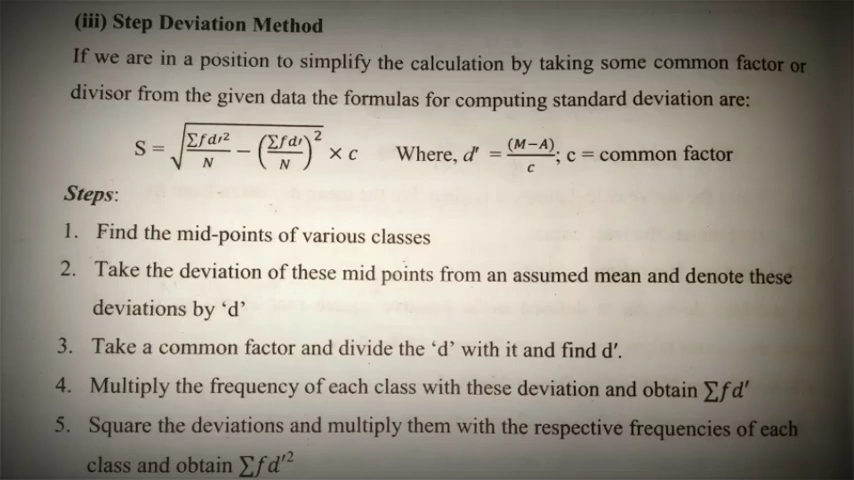 (iii) Step Deviation Method
If we are in a position to simplify the calculation by taking some common factor or
divisor from the given data the formulas for computing standard deviation are:
S = √(Σfd′²/N − (Σfd′/N)²) × c Where, d′ = (M−A)/c; c = common factor
Steps:
1. Find the mid-points of various classes
2. Take the deviation of these mid points from an assumed mean and denote these
deviations by ‘d’
3. Take a common factor and divide the ‘d’ with it and find d′.
4. Multiply the frequency of each class with these deviation and obtain ∑fd′
5. Square the deviations and multiply them with the respective frequencies of each
class and obtain ∑fd′²